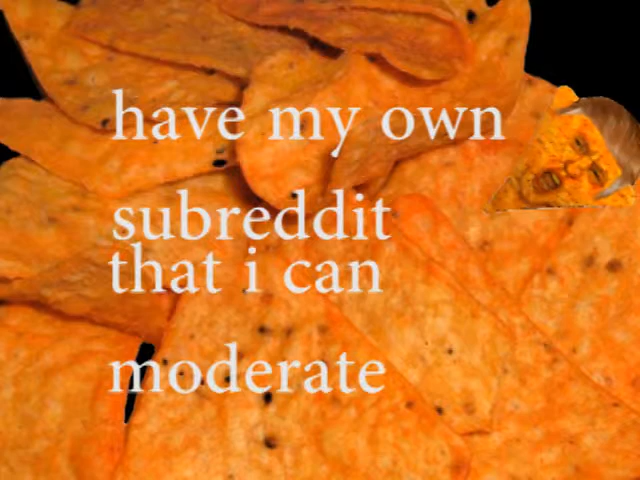 have my own
subreddit
that i can
moderate